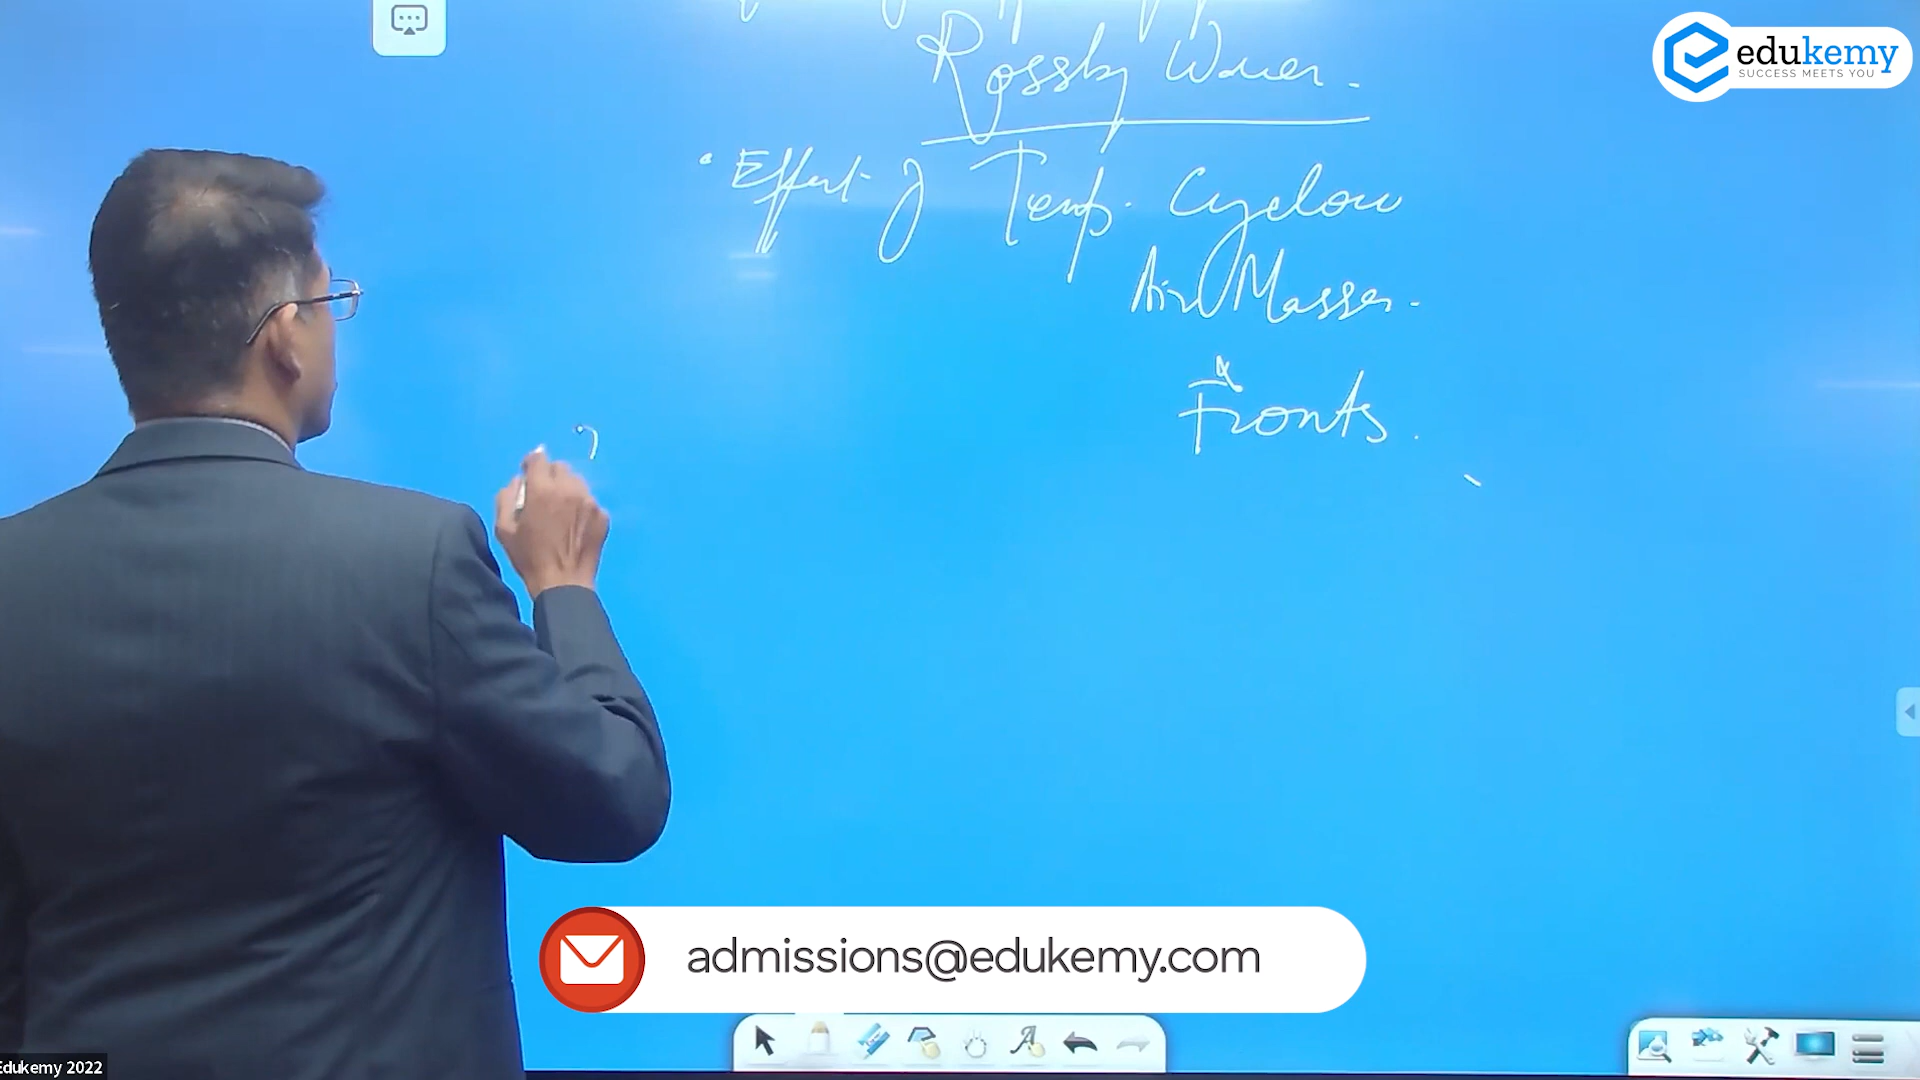 edukemy
SUCCESS MEETS YOU
Rossby Waves.
• Effect of Temp. Cyclone
Air Masses.
&
Fronts.
admissions@edukemy.com
Edukemy 2022